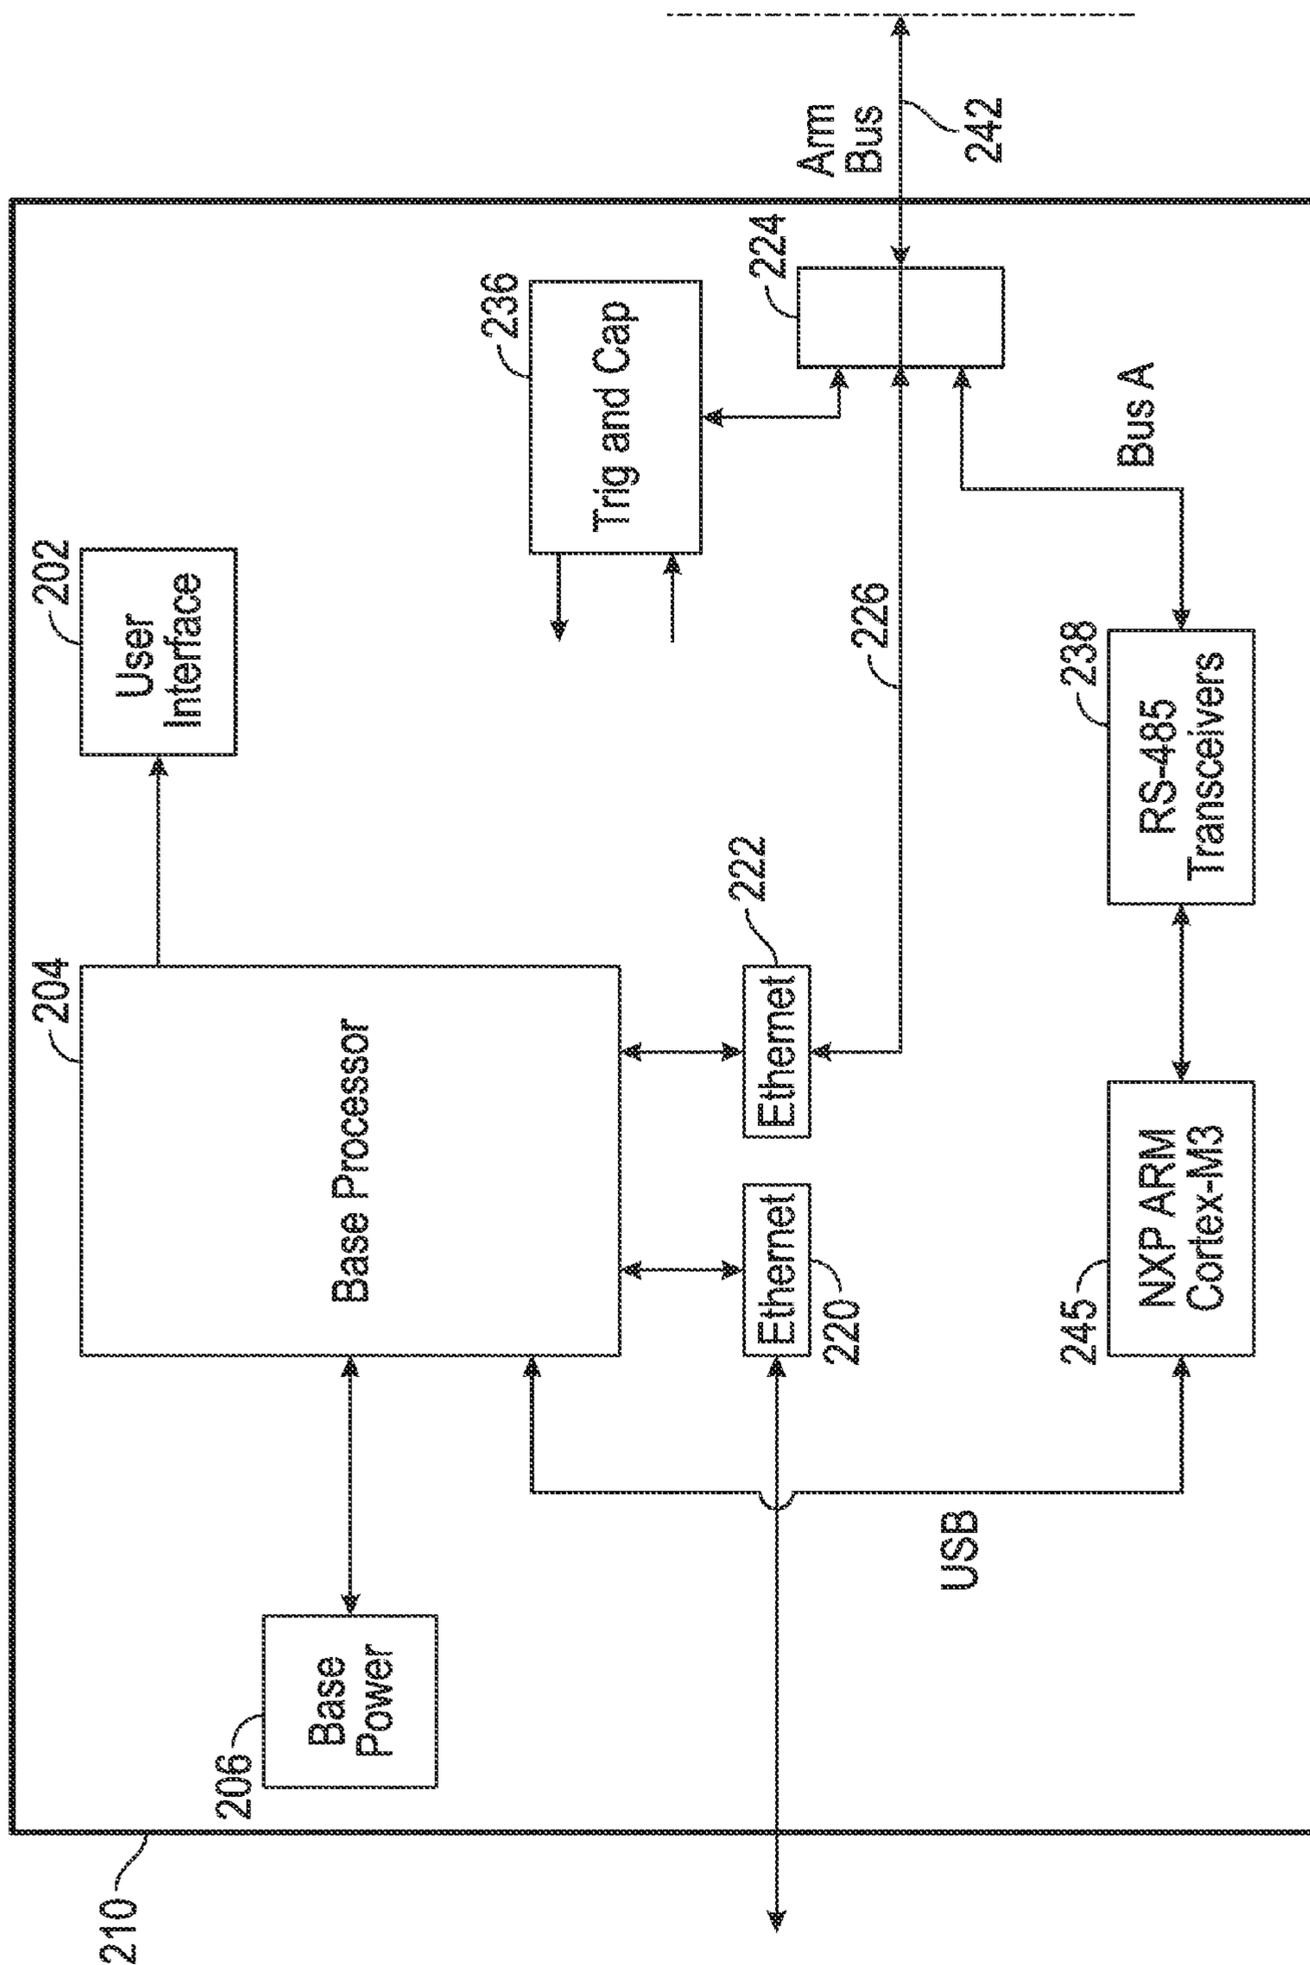 210
206
Base
Power
204
Base Processor
202
User
Interface
236
Trig and Cap
220
Ethernet
222
Ethernet
226
224
Arm
Bus
242
USB
245
NXP ARM
Cortex-M3
238
RS-485
Transceivers
Bus A